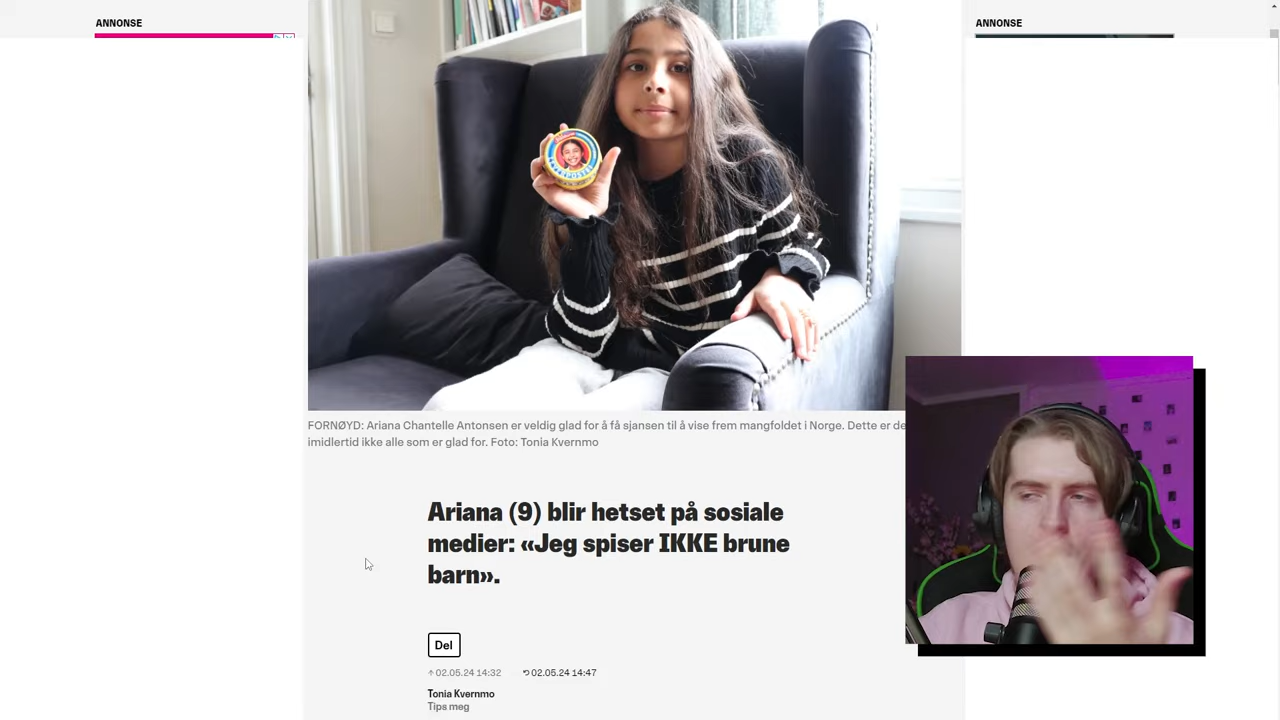 ANNONSE
ANNONSE
LEVERPOSTEI
FORNØYD: Ariana Chantelle Antonsen er veldig glad for å få sjansen til å vise frem mangfoldet i Norge. Dette er de
imidlertid ikke alle som er glad for. Foto: Tonia Kvernmo
Ariana (9) blir hetset på sosiale
medier: «Jeg spiser IKKE brune
barn».
Del
02.05.24 14:32 02.05.24 14:47
Tonia Kvernmo
Tips meg